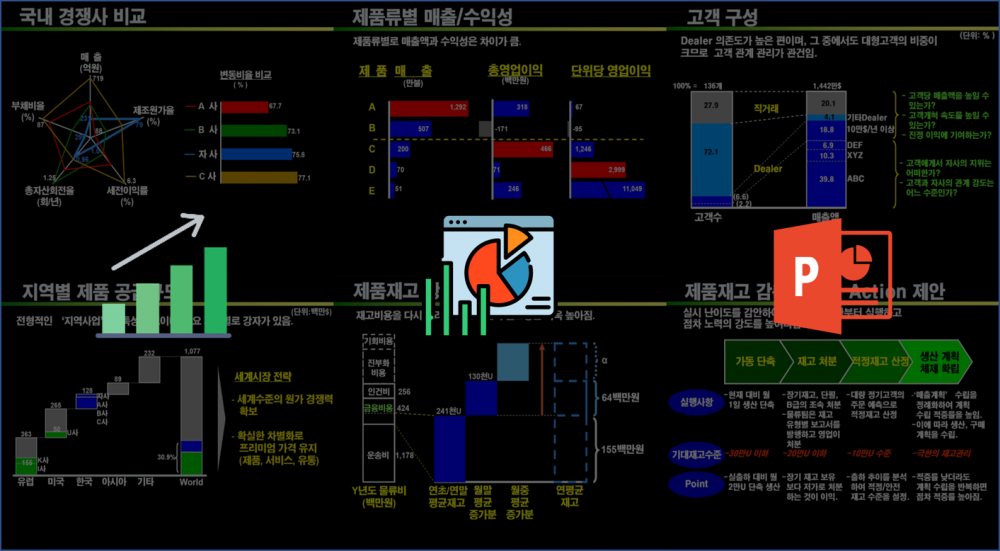 국내 경쟁사 비교
매 출
(억원)
719
부채비율
(%)
87
제조원가율
(%)
총자산회전율
(회/년)
1.25
세전이익률
(%)
6.3
변동비율 비교
( % )
A 사
67.7
B 사
73.1
자 사
75.8
C 사
77.1
제품류별 매출/수익성
제품류별로 매출액과 수익성은 차이가 큼.
제 품 매 출
(만불)
총영업이익
(백만원)
단위당 영업이익
A 1,292 318 67
B 507 -171 -95
C 200 466 1,246
D 70 71 2,999
E 51 246 11,049
고객 구성
(단위: % )
Dealer 의존도가 높은 편이며, 그 중에서도 대형고객의 비중이
크므로 고객 관계 관리가 관건임.
100% = 136개
1,442만$
27.9
직거래
20.1
4.1
기타Dealer
18.8
10만$/년 이상
72.1
Dealer
6.9
DEF
10.3
XYZ
39.8
ABC
(6.6)
(2.2)
고객수
매출액
- 고객당 매출액을 높일 수
있는가?
- 고객개척 속도를 높일 수
있는가?
- 진정 이익에 기여하는가?
- 고객에게서 자사의 지위는
어떠한가?
- 고객과 자사의 관계 강도는
어느 수준인가?
지역별 제품
전형적인 '지역사업'
강자가 있음.
(단위: 백만$)
363
265
128
89
232
1,077
30.9%
K사
I사
U사
자사
A사
B사
C사
유럽
미국
한국
아시아
기타
World
세계시장 전략
- 세계수준의 원가 경쟁력
확보
- 확실한 차별화로
프리미엄 가격 유지
(제품, 서비스, 유통)
제품재고
재고비용을 다시
높아짐.
기회비용
진부화
비용
인건비
256
금융비용
424
운송비
1,178
241천U
130천U
α
64백만원
155백만원
Y년도 물류비
(백만원)
연초/연말
평균재고
월말
평균
증가분
월중
평균
증가분
연평균
재고
P
제품재고
Action 제안
실시 난이도를 감안하여
부터 실행하고
점차 노력의 강도를
가동 단축
재고 처분
적정재고 산정
생산 계획
체재 확립
실행사항
-현재 대비 월
1일 생산 단축
-장기재고, 단핑,
B급의 조속 처분
-물류팀은 재고
유형별 보고서를
발행하고 영업이
처분
-대량 정기고객의
주문 예측으로
적정재고 산정
-'매출계획' 수립을
정례화하여 계획
수립 적중률을 높임.
-이에 따라 생산, 구매
계획을 수립.
기대재고수준
-30만U 이하
-20만U 이하
-10만U 수준
-극한의 재고관리
Point
-실출하 대비 월
2만U 단축 생산
-장기 재고 보유
보다 저가로 처분
하는 것이 이익.
-출하 추이를 분석
하여 적정/안전
재고 수준을 설정.
-적중률 낮더라도
계획 수립을 반복하면
점차 적중률 높아짐.